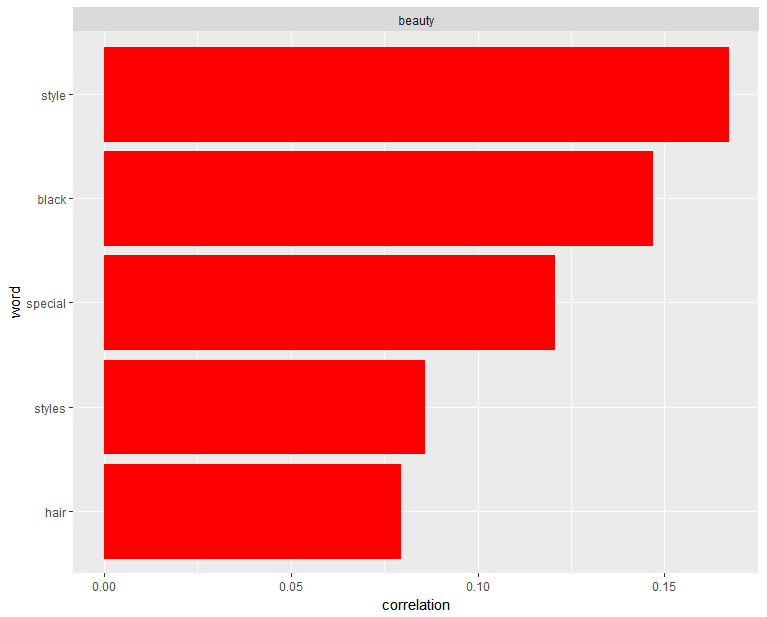 beauty
style
black
special
styles
hair
word
0.00
0.05
0.10
0.15
correlation